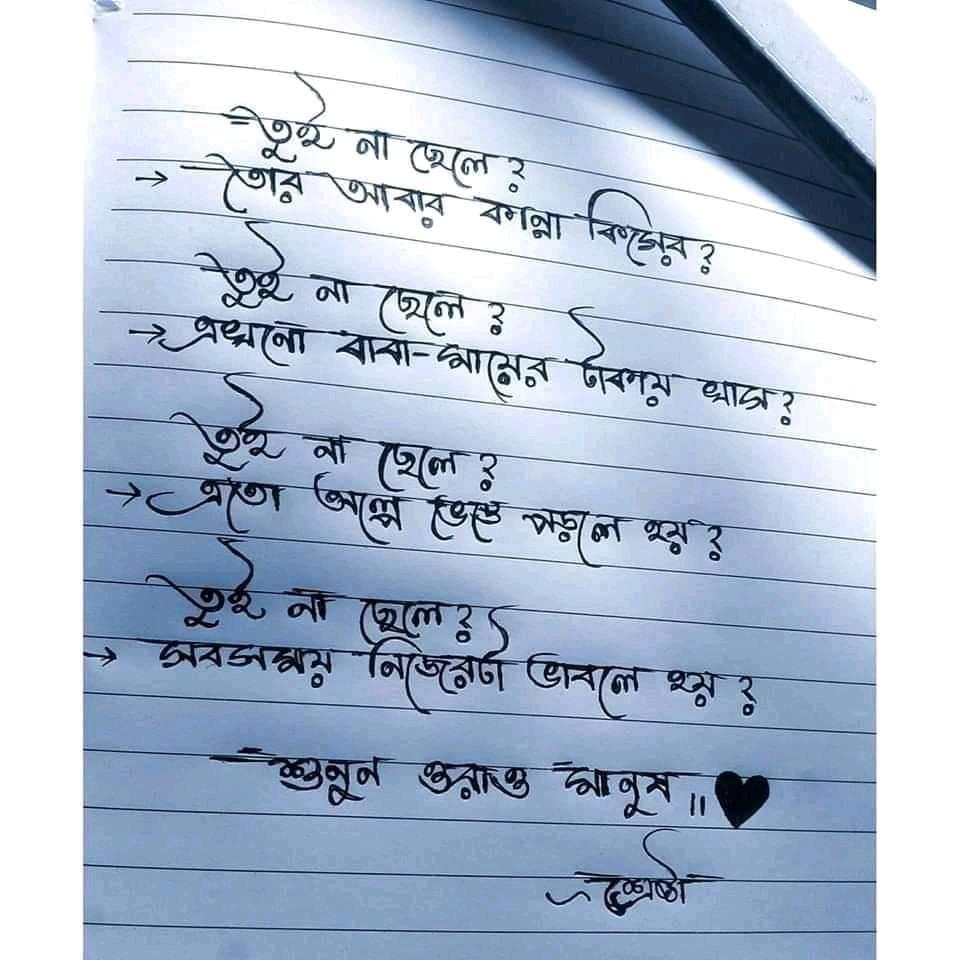 তুই না ছেলে?
→ তোর আবার কান্না কিসের?
তুই না ছেলে?
→ এখনো বাবা-মায়ের টাকায় খাস?
তুই না ছেলে?
→ এতো অল্পে ভেঙে পড়লে হয়?
তুই না ছেলে?
→ সবসময় নিজেরটা ভাবলে হয়?
শুনুন ওরাও মানুষ॥♥
~শ্রেষ্ঠা